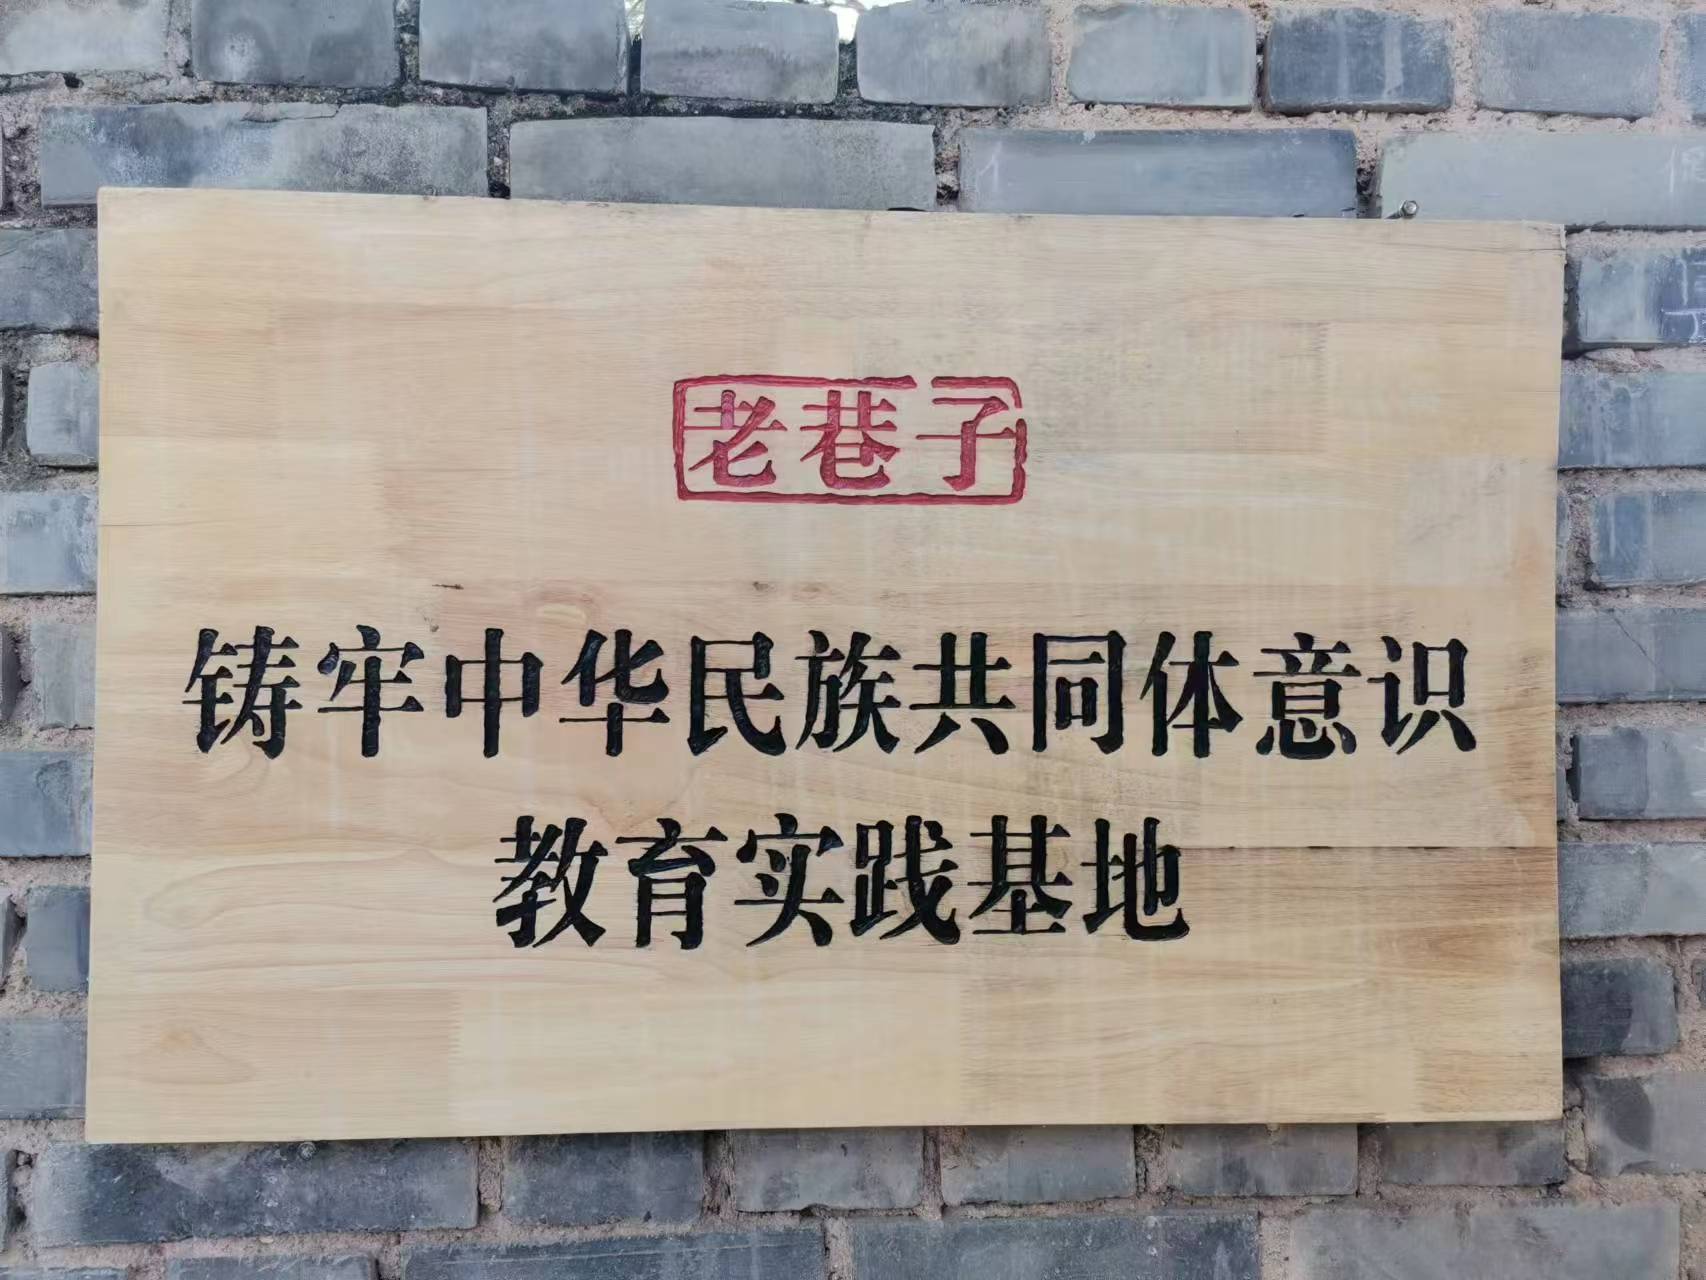 老巷子
铸牢中华民族共同体意识
教育实践基地